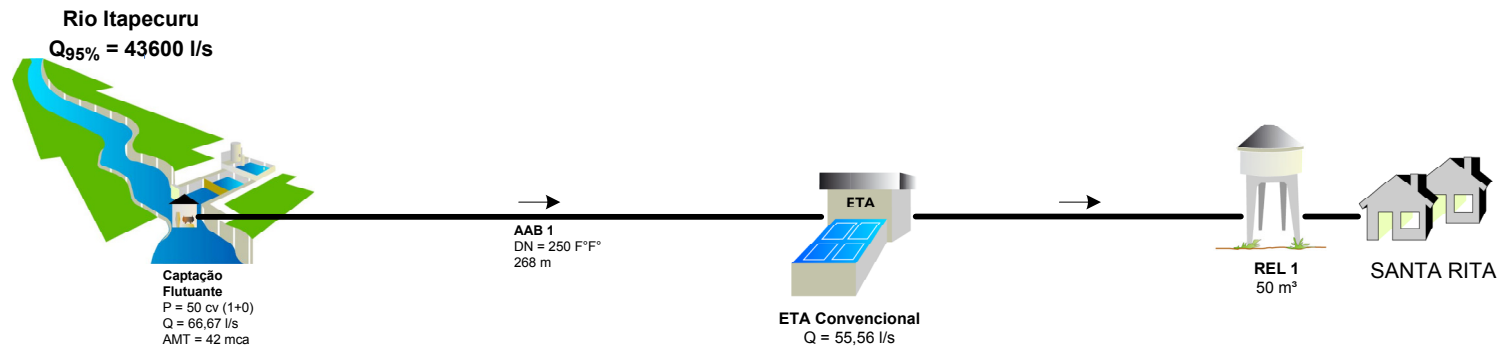 Rio Itapecuru
Q95% = 43600 l/s
Captação
Flutuante
P = 50 cv (1+0)
Q = 66,67 l/s
AMT = 42 mca
AAB 1
DN = 250 F°F°
268 m
ETA
ETA Convencional
Q = 55,56 l/s
REL 1
50 m³
SANTA RITA